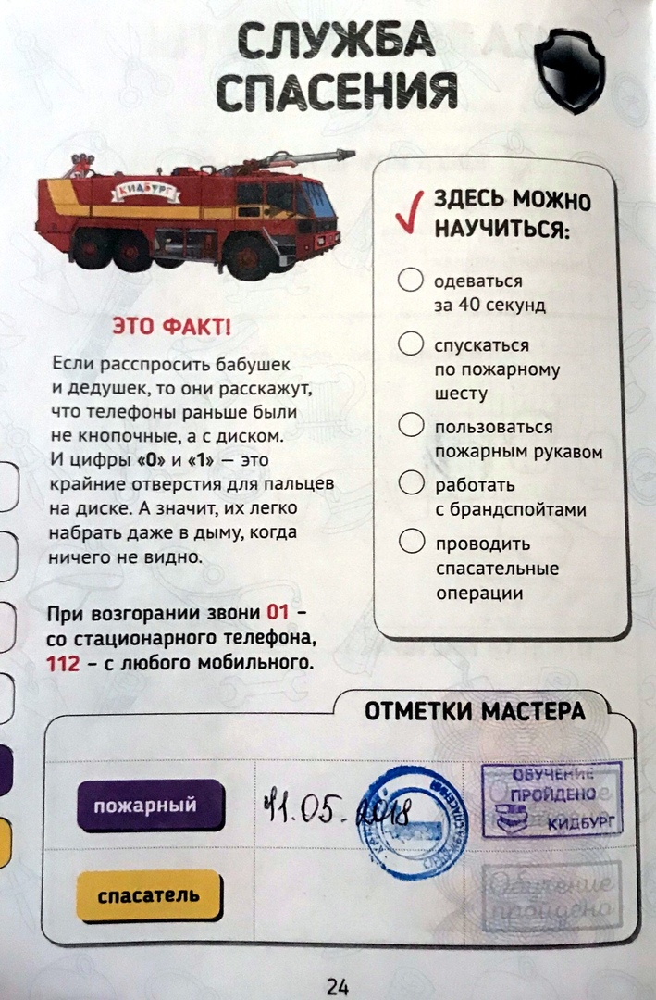 СЛУЖБА
СПАСЕНИЯ
КИДБУРГ
ЭТО ФАКТ!
Если расспросить бабушек
и дедушек, то они расскажут,
что телефоны раньше были
не кнопочные, а с диском.
И цифры «0» и «1» — это
крайние отверстия для пальцев
на диске. А значит, их легко
набрать даже в дыму, когда
ничего не видно.
При возгорании звони 01 –
со стационарного телефона,
112 – с любого мобильного.
ЗДЕСЬ МОЖНО
НАУЧИТЬСЯ:
одеваться
за 40 секунд
спускаться
по пожарному
шесту
пользоваться
пожарным рукавом
работать
с брандспойтами
проводить
спасательные
операции
ОТМЕТКИ МАСТЕРА
пожарный
11.05.2018
ОБУЧЕНИЕ
ПРОЙДЕНО
КИДБУРГ
спасатель
Обучение
пройдено
24